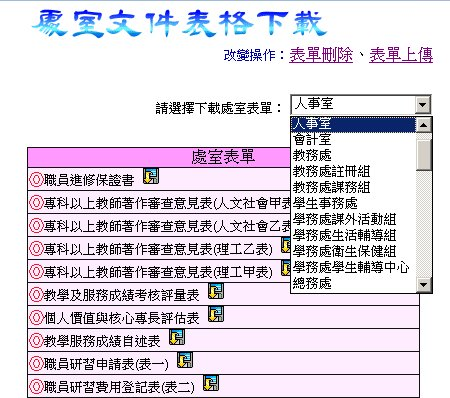 處室文件表格下載
改變操作：表單刪除、表單上傳
請選擇下載處室表單： 人事室
人事室
會計室
教務處
教務處註冊組
教務處課務組
學生事務處
學務處課外活動組
學務處生活輔導組
學務處衛生保健組
學務處學生輔導中心
總務處
處室表單
◎職員進修保證書
◎專科以上教師著作審查意見表(人文社會甲表
◎專科以上教師著作審查意見表(人文社會乙表
◎專科以上教師著作審查意見表(理工乙表)
◎專科以上教師著作審查意見表(理工甲表)
◎教學及服務成績考核評量表
◎個人價值與核心專長評估表
◎教學服務成績自述表
◎職員研習申請表(表一)
◎職員研習費用登記表(表二)